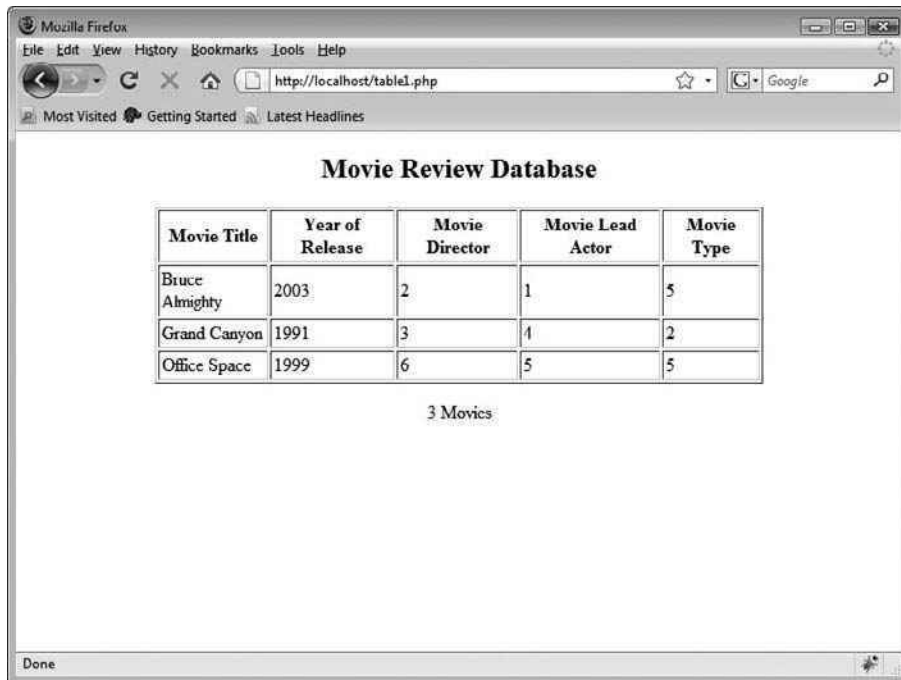 Mozilla Firefox
File Edit View History Bookmarks Tools Help
http://localhost/table1.php
G Google
Most Visited Getting Started Latest Headlines
Movie Review Database
Movie Title Year of Release Movie Director Movie Lead Actor Movie Type
Bruce Almighty 2003 2 1 5
Grand Canyon 1991 3 4 2
Office Space 1999 6 5 5
3 Movies
Done